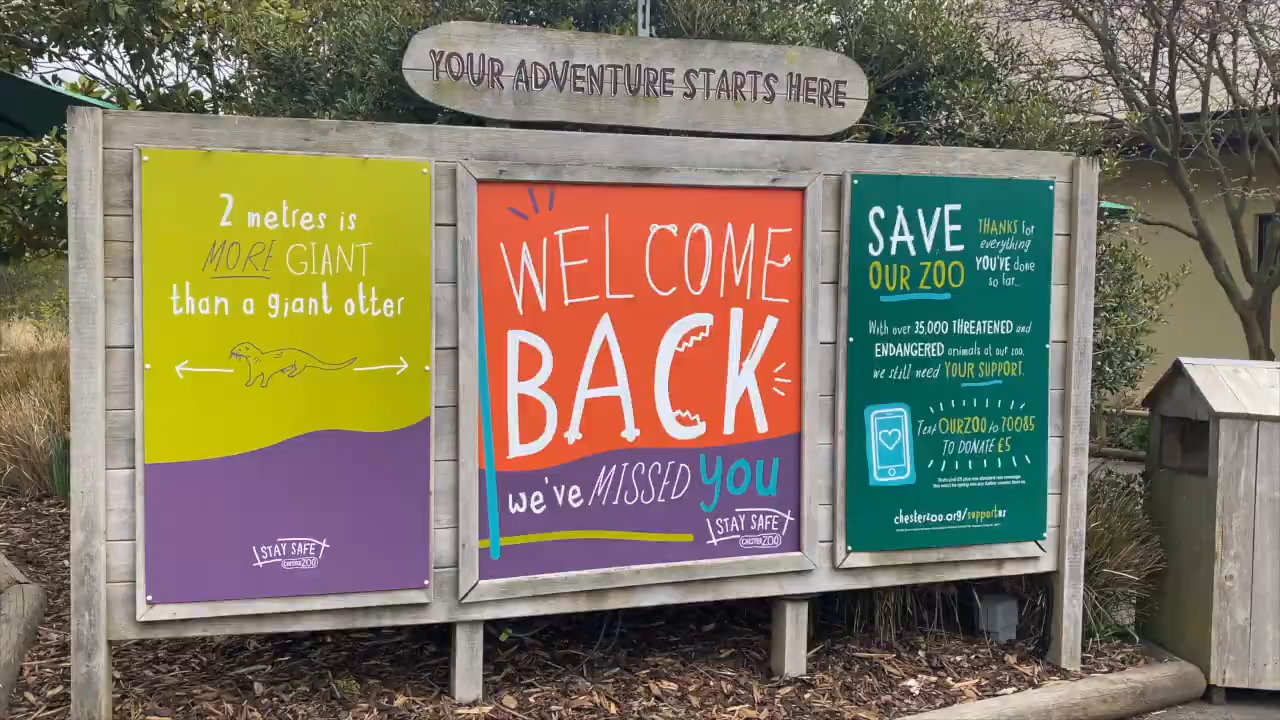 YOUR ADVENTURE STARTS HERE
2 metres is
MORE GIANT
than a giant otter
STAY SAFE
CHESTER ZOO
WELCOME
BACK
we've MISSED you
STAY SAFE
CHESTER ZOO
SAVE
OUR ZOO
THANKS for
everything
YOU'VE done
so far...
With over 35,000 THREATENED and
ENDANGERED animals at our zoo,
we still need YOUR SUPPORT.
Text OURZOO to 70085
TO DONATE £5
chesterzoo.org/supportus